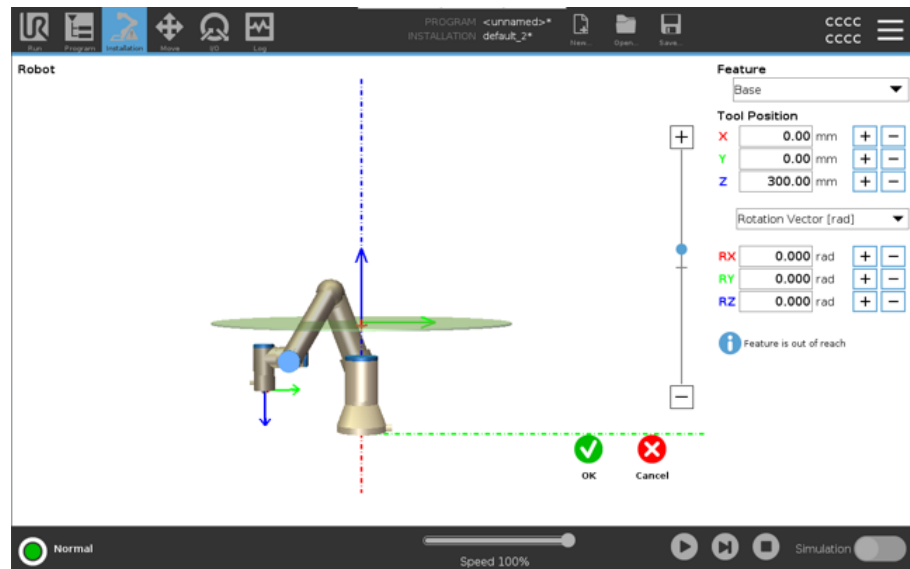 PROGRAM <unnamed>*
INSTALLATION default_2*
cccc
cccc
Run
Program
Installation
Move
I/O
Log
New...
Open...
Save...
Robot
Feature
Base
Tool Position
X 0.00 mm + −
Y 0.00 mm + −
Z 300.00 mm + −
Rotation Vector [rad]
RX 0.000 rad + −
RY 0.000 rad + −
RZ 0.000 rad + −
i Feature is out of reach
+
−
OK
Cancel
Normal
Speed 100%
Simulation